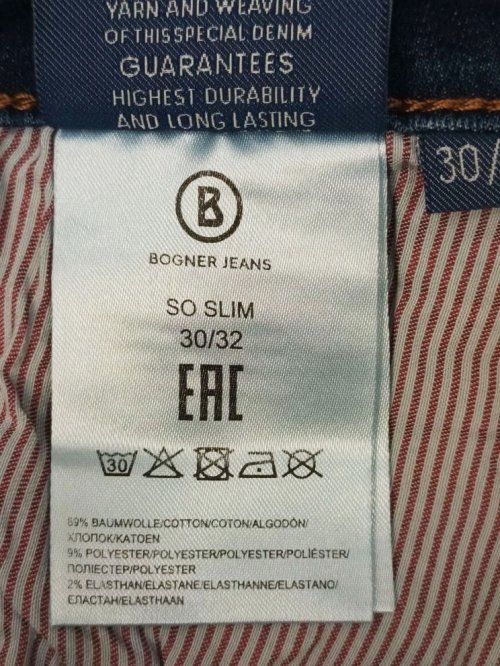 YARN AND WEAVING
OF THIS SPECIAL DENIM
GUARANTEES
HIGHEST DURABILITY
AND LONG LASTING
30/
B
BOGNER JEANS
SO SLIM
30/32
EAC
30
89% BAUMWOLLE/COTTON/COTON/ALGODÓN/
ХЛОПОК/KATOEN
9% POLYESTER/POLYESTER/POLYESTER/POLIÉSTER/
ПОЛІЕСТЕР/POLYESTER
2% ELASTHAN/ELASTANE/ELASTHANNE/ELASTANO/
ЕЛАСТАН/ELASTHAAN